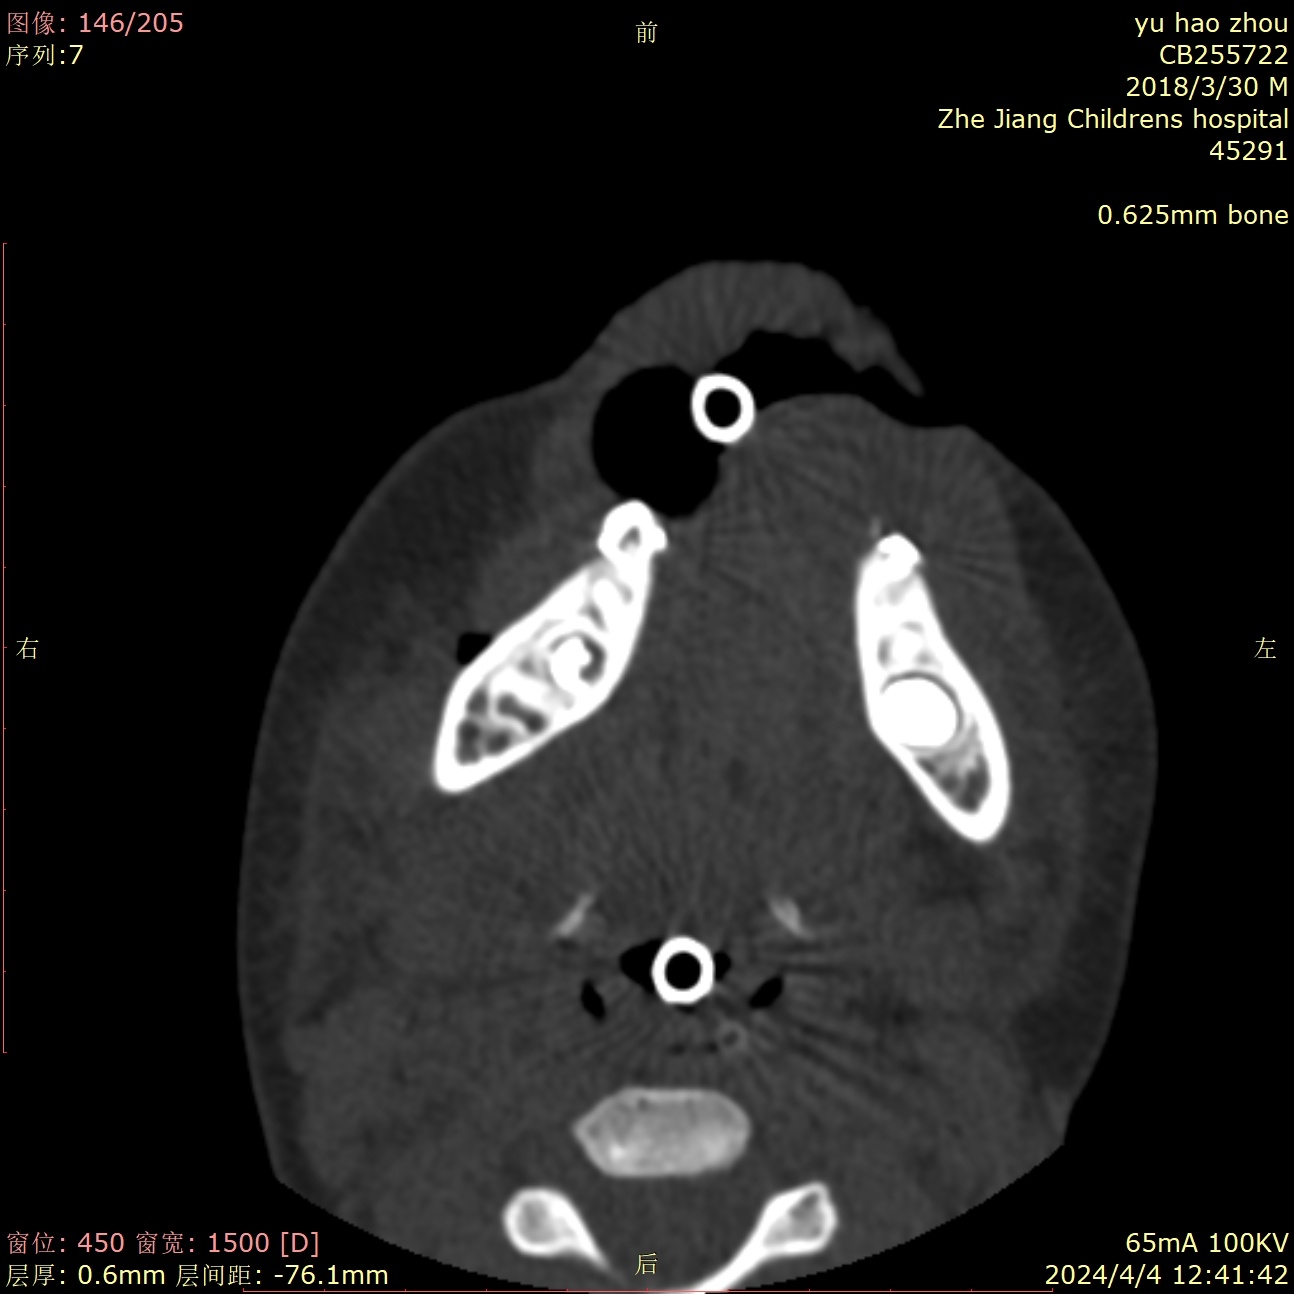 图像: 146/205
序列:7
前
yu hao zhou
CB255722
2018/3/30 M
Zhe Jiang Childrens hospital
45291
0.625mm bone
右
左
窗位: 450 窗宽: 1500 [D]
层厚: 0.6mm 层间距: -76.1mm
后
65mA 100KV
2024/4/4 12:41:42